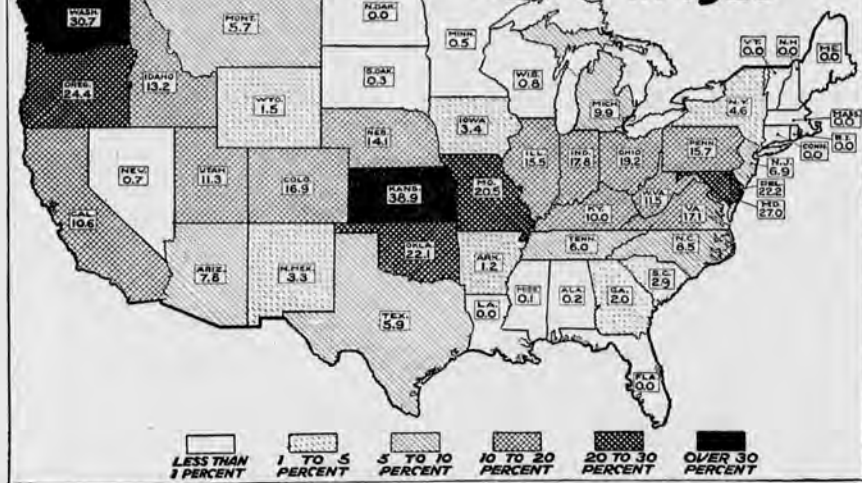 WASH.
30.7
MONT.
5.7
N.DAK.
0.0
MINN.
0.5
VT.
0.0
N.H.
0.0
ME.
0.0
OREG.
24.4
IDAHO
13.2
S.DAK.
0.3
WIS.
0.8
WYO.
1.5
MICH.
9.9
N.Y.
4.6
MASS.
0.0
R.I.
0.0
CONN.
0.0
IOWA
3.4
NEB.
14.1
NEV.
0.7
UTAH
11.3
COLO.
16.9
ILL.
15.5
IND.
17.8
OHIO
19.2
PENN.
15.7
N.J.
6.9
DEL.
22.2
MD.
27.0
KANS.
38.9
MO.
20.5
W.VA.
11.5
VA.
17.1
KY.
10.0
CAL.
10.6
ARIZ.
N.MEX.
3.3
OKLA.
22.1
ARK.
1.2
TENN.
6.0
N.C.
8.5
S.C.
2.9
TEX.
5.9
LA.
0.0
MISS.
0.1
ALA.
0.2
GA.
2.0
FLA.
0.0
LESS THAN
1 PERCENT
1 TO 5
PERCENT
5 TO 10
PERCENT
10 TO 20
PERCENT
20 TO 30
PERCENT
OVER 30
PERCENT